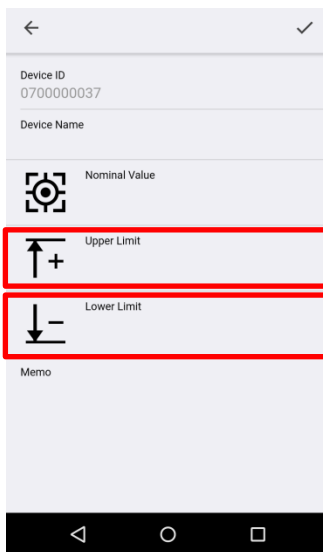 Device ID
0700000037
Device Name
Nominal Value
Upper Limit
Lower Limit
Memo